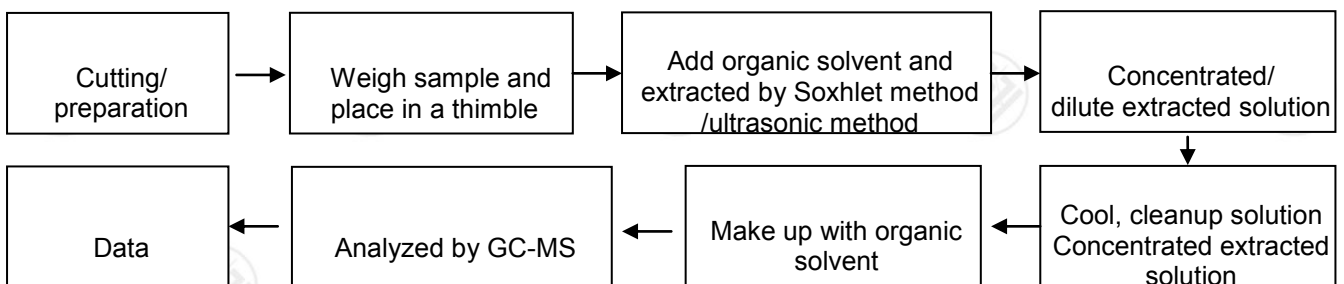 Cutting/
preparation
Weigh sample and
place in a thimble
Add organic solvent and
extracted by Soxhlet method
/ultrasonic method
Concentrated/
dilute extracted solution
Cool, cleanup solution
Concentrated extracted
solution
Make up with organic
solvent
Analyzed by GC-MS
Data